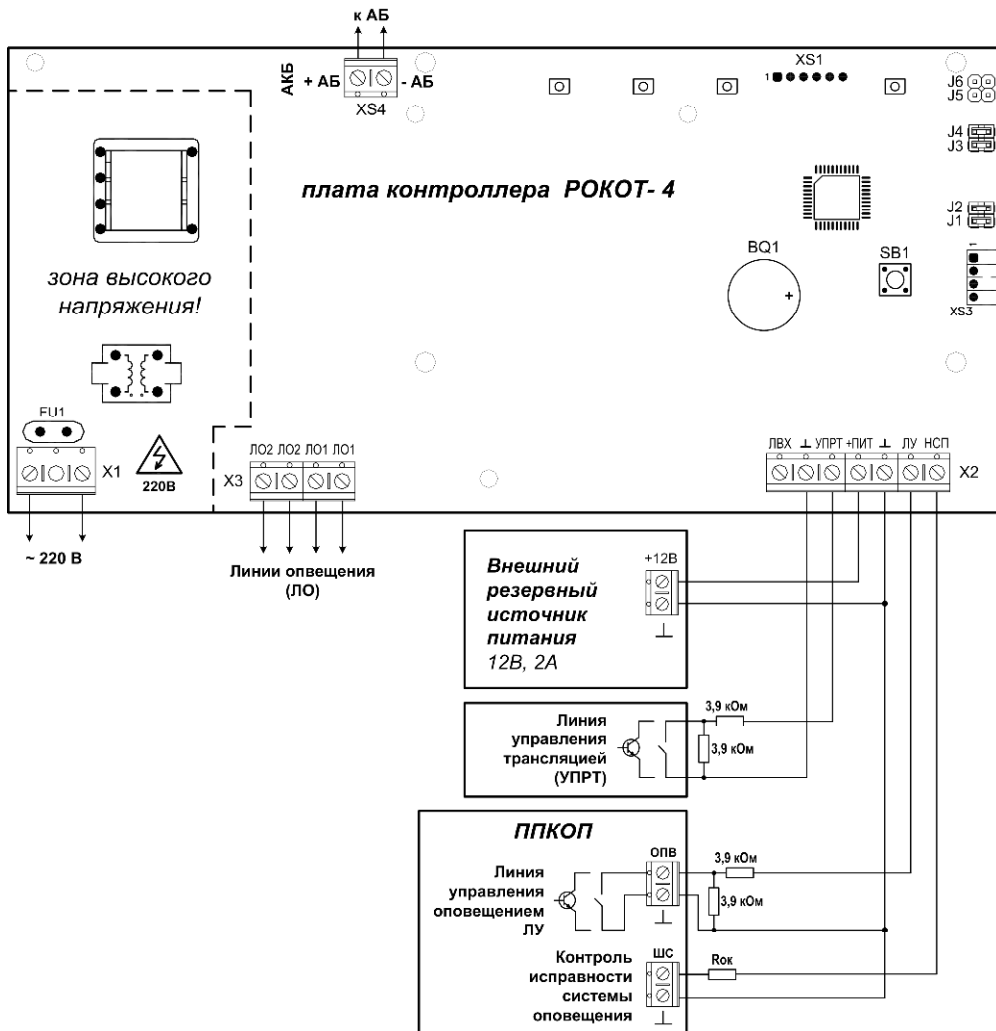 к АБ
АКБ
+ АБ
- АБ
XS4
XS1
1
J6
J5
J4
J3
J2
J1
плата контроллера РОКОТ- 4
зона высокого
напряжения!
BQ1
+
SB1
1
XS3
FU1
X1
220В
~ 220 В
ЛО2 ЛО2 ЛО1 ЛО1
X3
Линии опвещения
(ЛО)
ЛВХ ⊥ УПРТ +ПИТ ⊥ ЛУ НСП
X2
Внешний
резервный
источник
питания
12В, 2А
+12В
⊥
Линия
управления
трансляцией
(УПРТ)
3,9 кОм
3,9 кОм
ППКОП
Линия
управления
оповещением
ЛУ
ОПВ
⊥
3,9 кОм
3,9 кОм
Контроль
исправности
системы
оповещения
ШС
⊥
Rок